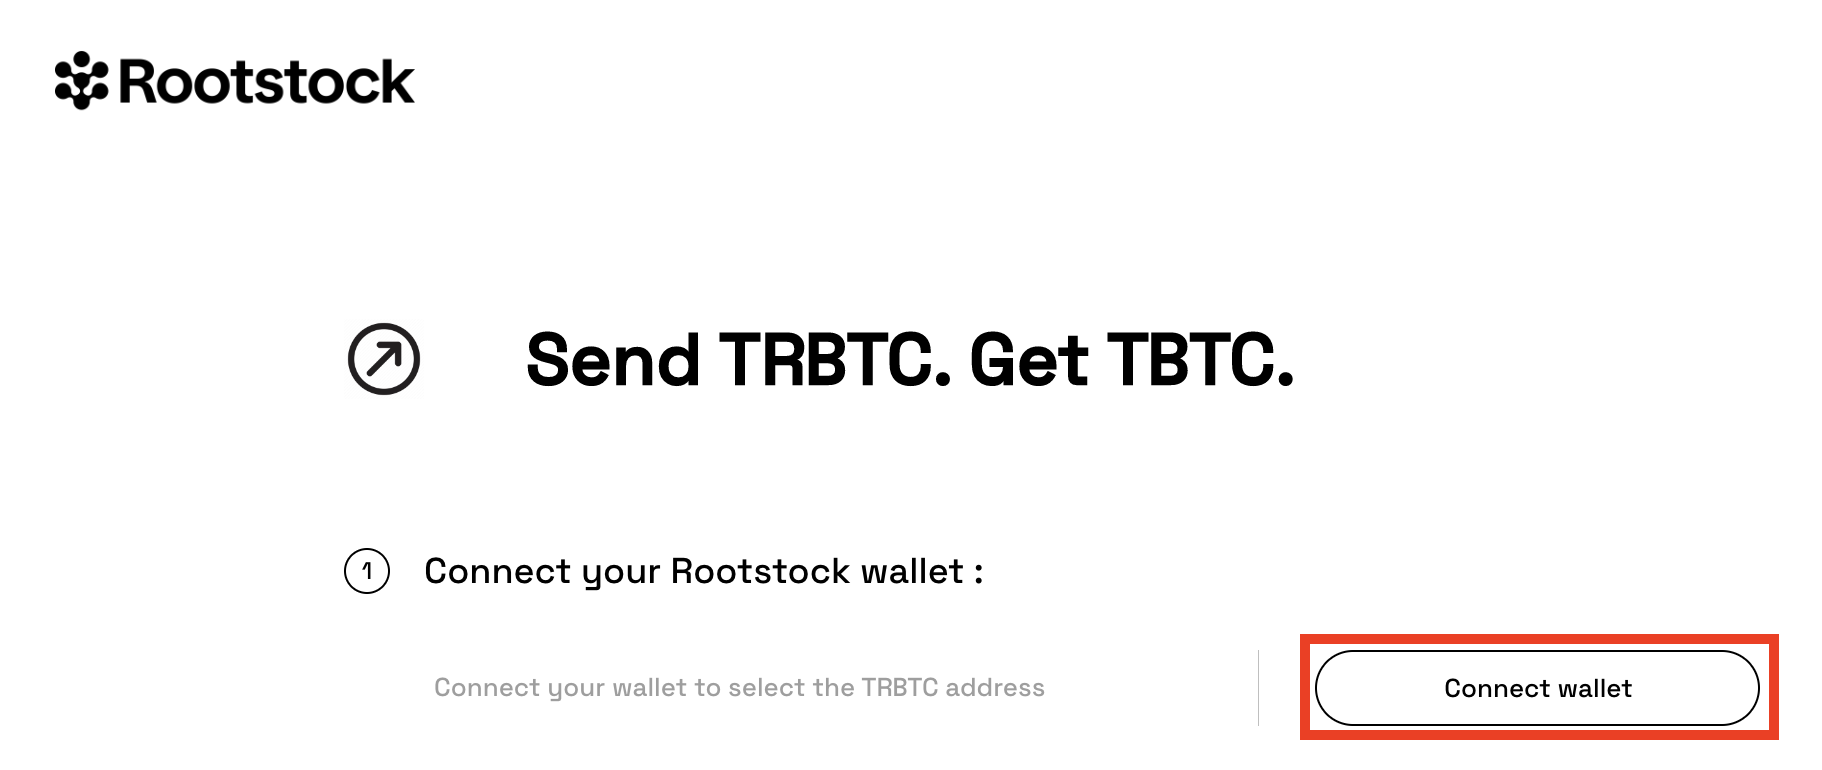 Rootstock
Send TRBTC. Get TBTC.
1 Connect your Rootstock wallet :
Connect your wallet to select the TRBTC address
Connect wallet